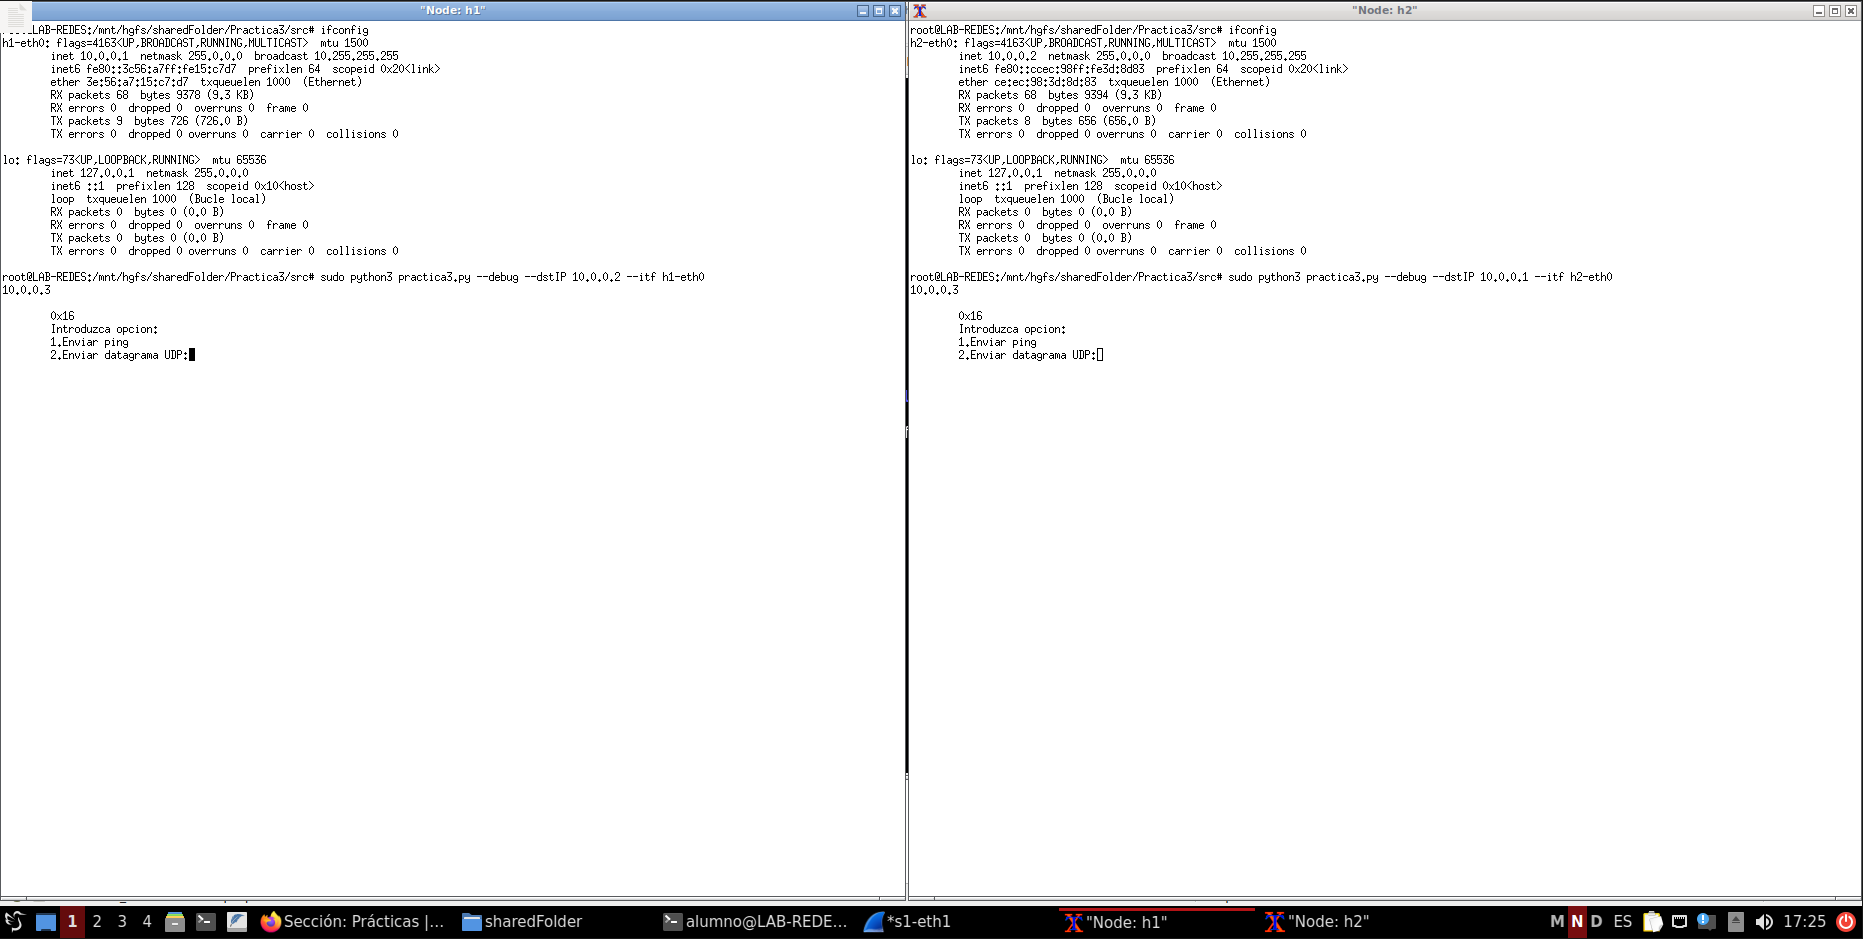 "Node: h1"
LAB-REDES:/mnt/hgfs/sharedFolder/Practica3/src# ifconfig
h1-eth0: flags=4163<UP,BROADCAST,RUNNING,MULTICAST>  mtu 1500
inet 10.0.0.1  netmask 255.0.0.0  broadcast 10.255.255.255
inet6 fe80::3c56:a7ff:fe15:c7d7  prefixlen 64  scopeid 0x20<link>
ether 3e:56:a7:15:c7:d7  txqueuelen 1000  (Ethernet)
RX packets 68  bytes 9378 (9.3 KB)
RX errors 0  dropped 0  overruns 0  frame 0
TX packets 9  bytes 726 (726.0 B)
TX errors 0  dropped 0 overruns 0  carrier 0  collisions 0
lo: flags=73<UP,LOOPBACK,RUNNING>  mtu 65536
inet 127.0.0.1  netmask 255.0.0.0
inet6 ::1  prefixlen 128  scopeid 0x10<host>
loop  txqueuelen 1000  (Bucle local)
RX packets 0  bytes 0 (0.0 B)
RX errors 0  dropped 0  overruns 0  frame 0
TX packets 0  bytes 0 (0.0 B)
TX errors 0  dropped 0 overruns 0  carrier 0  collisions 0
root@LAB-REDES:/mnt/hgfs/sharedFolder/Practica3/src# sudo python3 practica3.py --debug --dstIP 10.0.0.2 --itf h1-eth0
10.0.0.3
0x16
Introduzca opcion:
1.Enviar ping
2.Enviar datagrama UDP:
"Node: h2"
root@LAB-REDES:/mnt/hgfs/sharedFolder/Practica3/src# ifconfig
h2-eth0: flags=4163<UP,BROADCAST,RUNNING,MULTICAST>  mtu 1500
inet 10.0.0.2  netmask 255.0.0.0  broadcast 10.255.255.255
inet6 fe80::ccec:98ff:fe3d:8d83  prefixlen 64  scopeid 0x20<link>
ether ce:ec:98:3d:8d:83  txqueuelen 1000  (Ethernet)
RX packets 68  bytes 9394 (9.3 KB)
RX errors 0  dropped 0  overruns 0  frame 0
TX packets 8  bytes 656 (656.0 B)
TX errors 0  dropped 0 overruns 0  carrier 0  collisions 0
lo: flags=73<UP,LOOPBACK,RUNNING>  mtu 65536
inet 127.0.0.1  netmask 255.0.0.0
inet6 ::1  prefixlen 128  scopeid 0x10<host>
loop  txqueuelen 1000  (Bucle local)
RX packets 0  bytes 0 (0.0 B)
RX errors 0  dropped 0  overruns 0  frame 0
TX packets 0  bytes 0 (0.0 B)
TX errors 0  dropped 0 overruns 0  carrier 0  collisions 0
root@LAB-REDES:/mnt/hgfs/sharedFolder/Practica3/src# sudo python3 practica3.py --debug --dstIP 10.0.0.1 --itf h2-eth0
10.0.0.3
0x16
Introduzca opcion:
1.Enviar ping
2.Enviar datagrama UDP:
1 2 3 4 Sección: Prácticas |... sharedFolder alumno@LAB-REDE... *s1-eth1 "Node: h1" "Node: h2" M N D ES 17:25